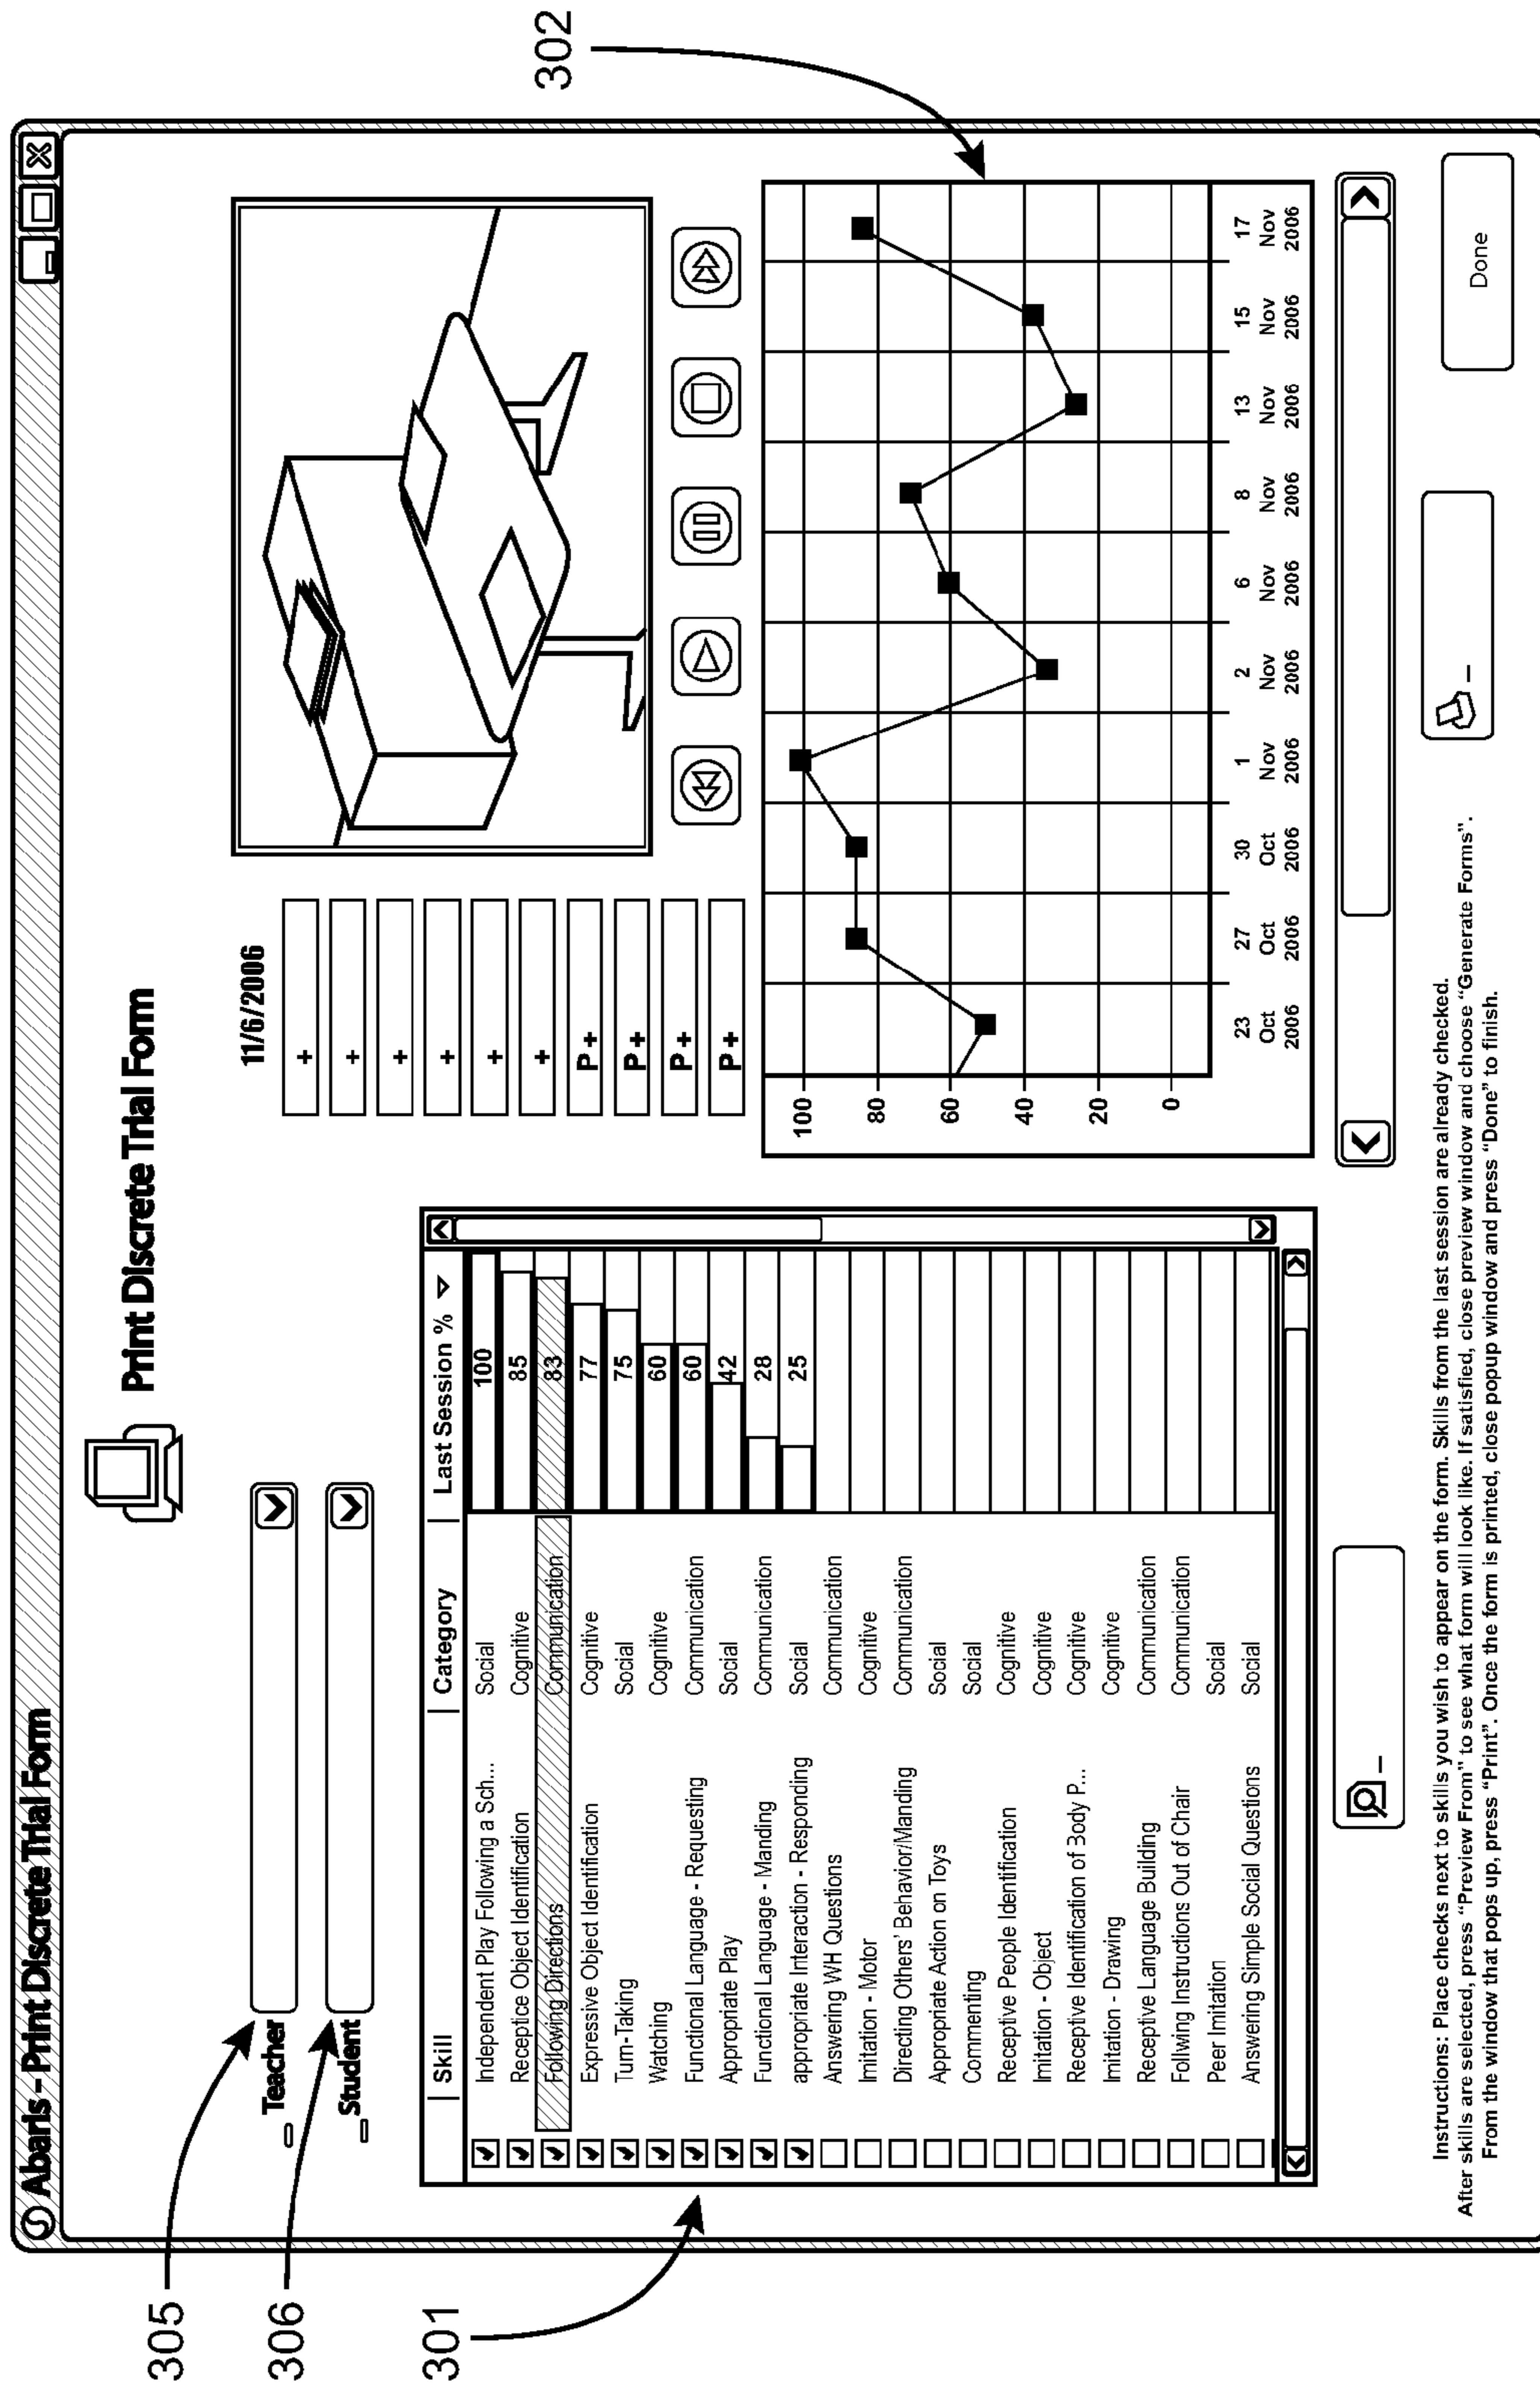 Abaris - Print Discrete Trial Form
Print Discrete Trial Form
305
Teacher
306
Student
301
Skill Category Last Session %
Independent Play Following a Sch... Social 100
Receptice Object Identification Cognitive 85
Following Directions Communication 83
Expressive Object Identification Cognitive 77
Turn-Taking Social 75
Watching Cognitive 60
Functional Language - Requesting Communication 60
Appropriate Play Social 42
Functional Language - Manding Communication 28
appropriate Interaction - Responding Social 25
Answering WH Questions Communication
Imitation - Motor Cognitive
Directing Others' Behavior/Manding Communication
Appropriate Action on Toys Social
Commenting Social
Receptive People Identification Cognitive
Imitation - Object Cognitive
Receptive Identification of Body P... Cognitive
Imitation - Drawing Cognitive
Receptive Language Building Communication
Follwing Instructions Out of Chair Communication
Peer Imitation Social
Answering Simple Social Questions Social
11/6/2006
+
+
+
+
+
+
P +
P +
P +
P +
302
100
80
60
40
20
0
23 27 30 1 2 6 8 13 15 17
Oct Oct Oct Nov Nov Nov Nov Nov Nov Nov
2006 2006 2006 2006 2006 2006 2006 2006 2006 2006
Done
Instructions: Place checks next to skills you wish to appear on the form. Skills from the last session are already checked.
After skills are selected, press “Preview From” to see what form will look like. If satisfied, close preview window and choose “Generate Forms”.
From the window that pops up, press “Print”. Once the form is printed, close popup window and press “Done” to finish.